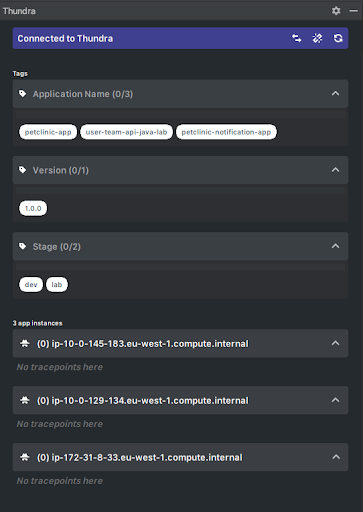 Thundra
Connected to Thundra
Tags
Application Name (0/3)
petclinic-app user-team-api-java-lab petclinic-notification-app
Version (0/1)
1.0.0
Stage (0/2)
dev lab
3 app instances
(0) ip-10-0-145-183.eu-west-1.compute.internal
No tracepoints here
(0) ip-10-0-129-134.eu-west-1.compute.internal
No tracepoints here
(0) ip-172-31-8-33.eu-west-1.compute.internal
No tracepoints here